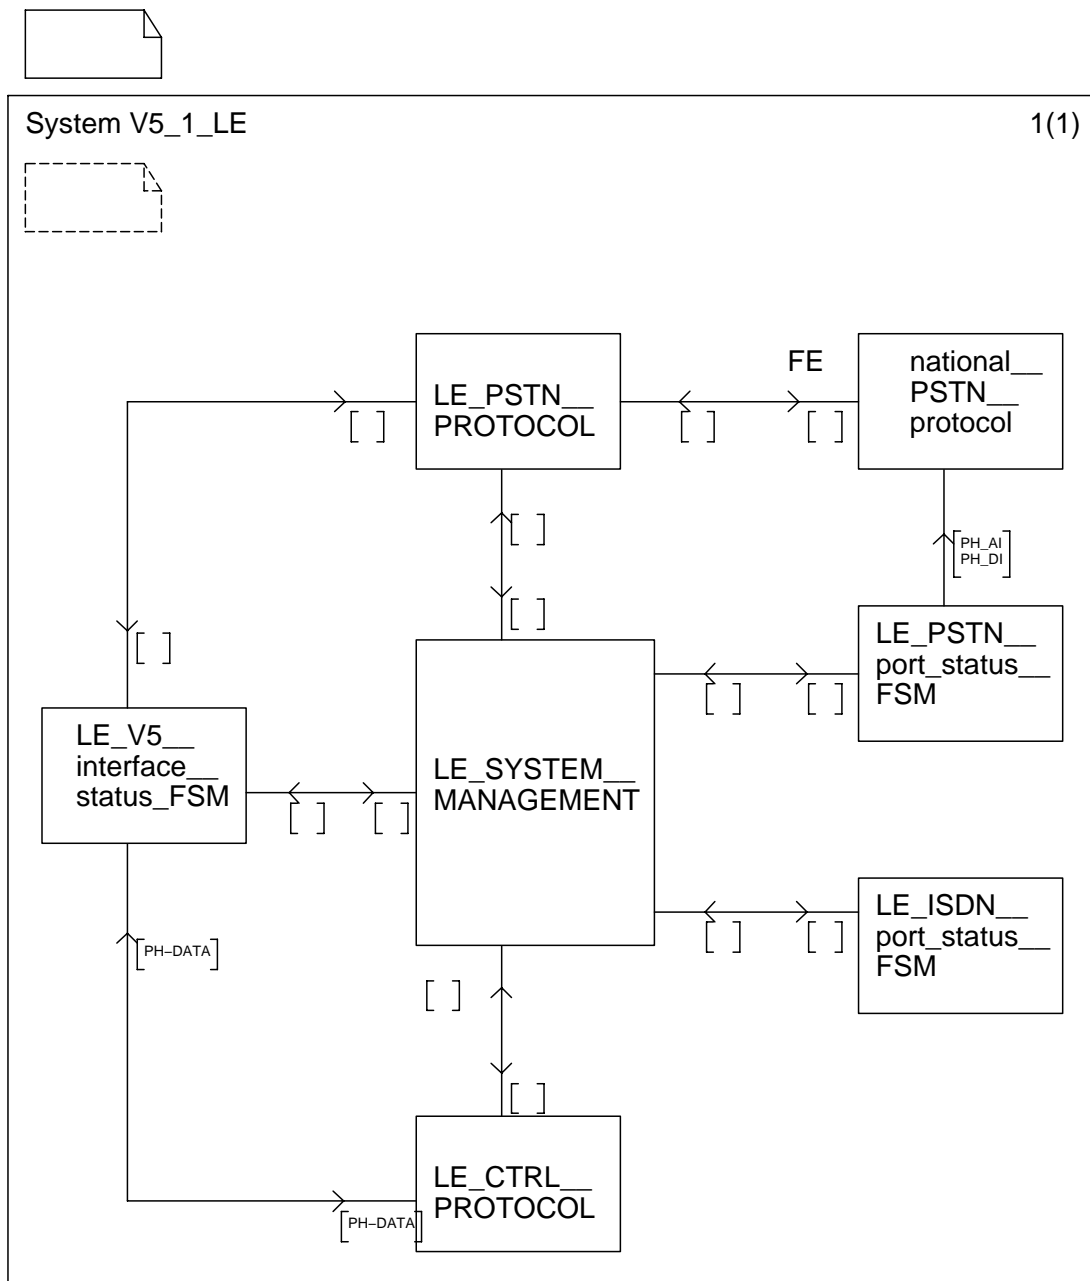 System V5_1_LE
1(1)
LE_PSTN__
PROTOCOL
FE
national__
PSTN__
protocol
[ ]
[ ]
[ ]
[ ]
[PH_AI
PH_DI]
[ ]
[ ]
LE_PSTN__
port_status__
FSM
[ ]
[ ]
LE_V5__
interface__
status_FSM
LE_SYSTEM__
MANAGEMENT
[ ]
[ ]
LE_ISDN__
port_status__
FSM
[ ]
[ ]
[PH–DATA]
[ ]
[ ]
LE_CTRL__
PROTOCOL
[PH–DATA]